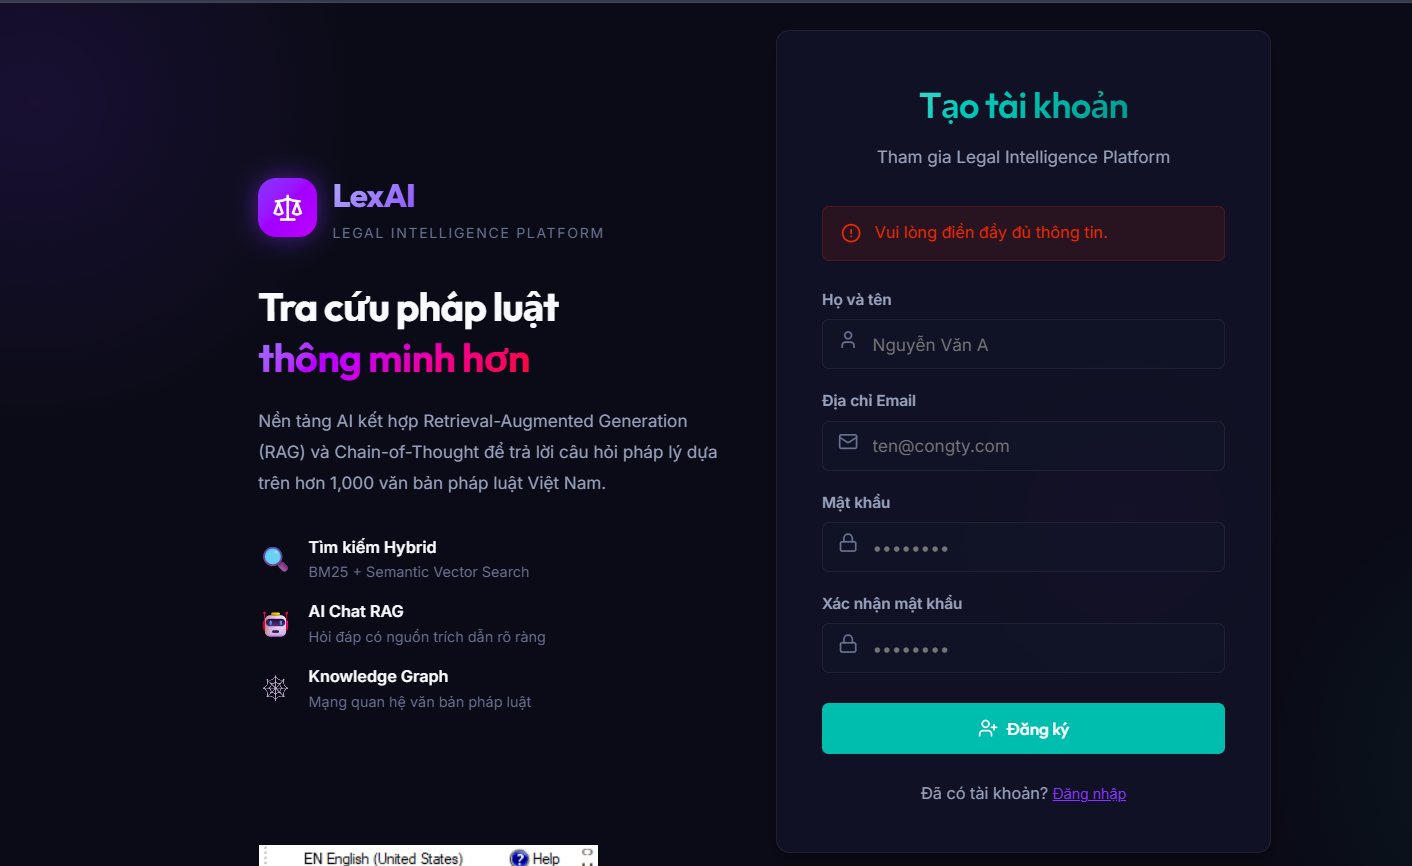 LexAI
LEGAL INTELLIGENCE PLATFORM
Tra cứu pháp luật
thông minh hơn
Nền tảng AI kết hợp Retrieval-Augmented Generation
(RAG) và Chain-of-Thought để trả lời câu hỏi pháp lý dựa
trên hơn 1,000 văn bản pháp luật Việt Nam.
Tìm kiếm Hybrid
BM25 + Semantic Vector Search
AI Chat RAG
Hỏi đáp có nguồn trích dẫn rõ ràng
Knowledge Graph
Mạng quan hệ văn bản pháp luật
EN English (United States)
Help
Tạo tài khoản
Tham gia Legal Intelligence Platform
Vui lòng điền đầy đủ thông tin.
Họ và tên
Nguyễn Văn A
Địa chỉ Email
ten@congty.com
Mật khẩu
••••••••
Xác nhận mật khẩu
••••••••
Đăng ký
Đã có tài khoản? Đăng nhập